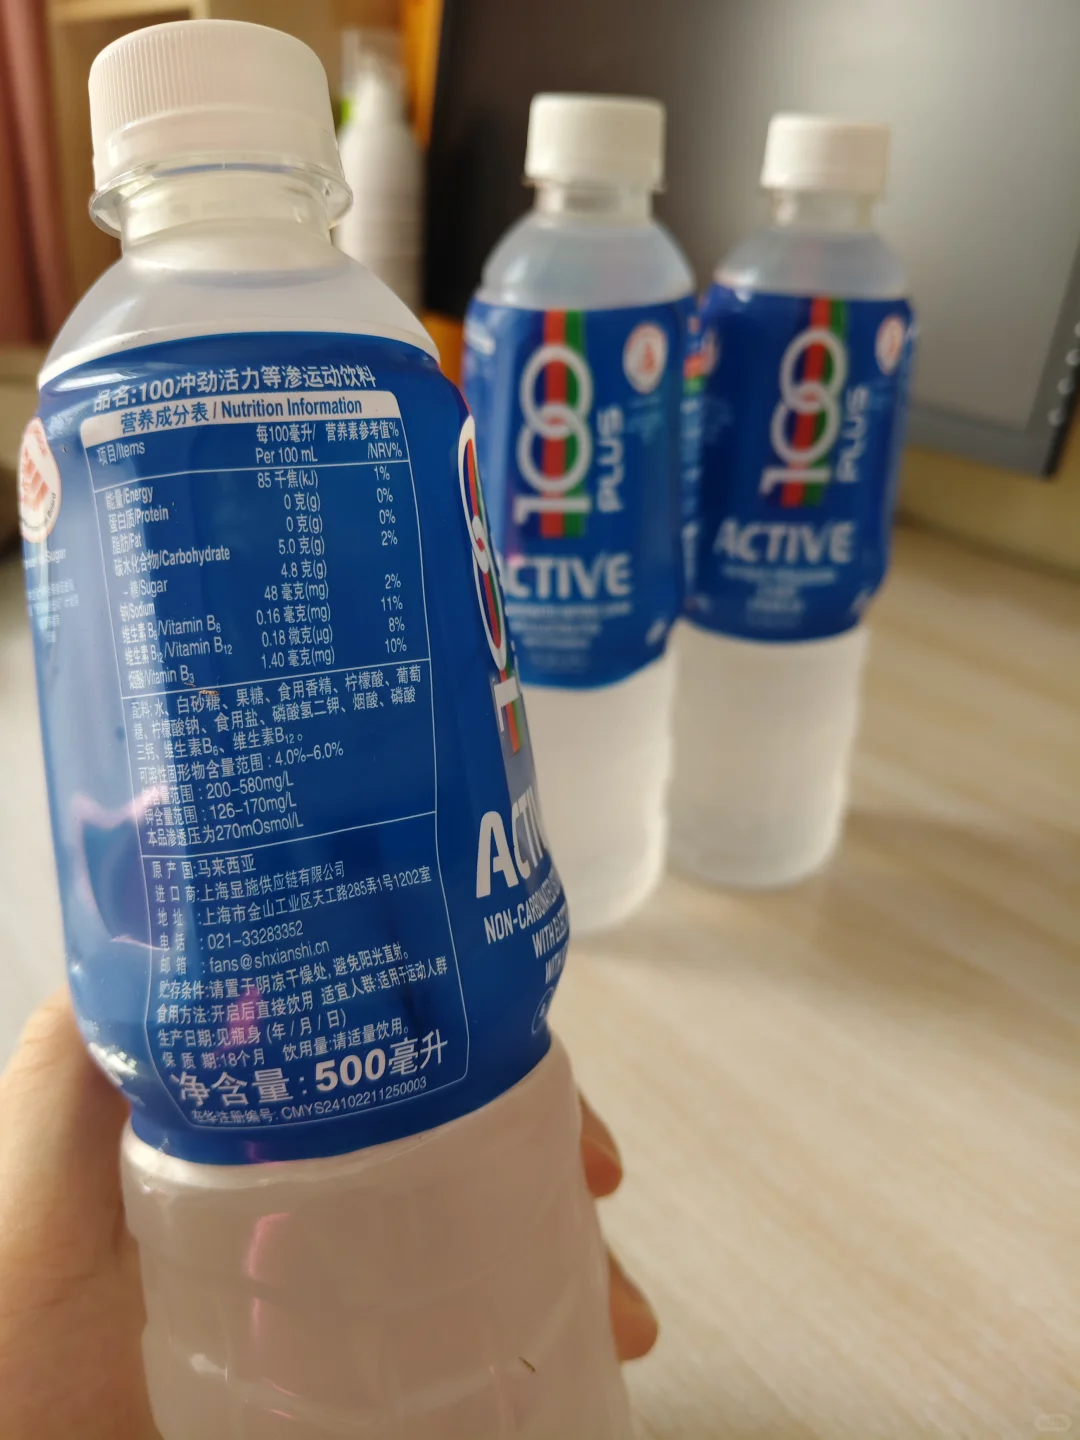 品名:100冲劲活力等渗运动饮料
营养成分表 / Nutrition Information
项目/Items 每100毫升/ Per 100 mL 营养素参考值% /NRV%
能量/Energy 85 千焦(kJ) 1%
蛋白质/Protein 0 克(g) 0%
脂肪/Fat 0 克(g) 0%
碳水化合物/Carbohydrate 5.0 克(g) 2%
-糖/Sugar 4.8 克(g)
钠/Sodium 48 毫克(mg) 2%
维生素 B6/Vitamin B6 0.16 毫克(mg) 11%
维生素 B12/Vitamin B12 0.18 微克(μg) 8%
烟酸/Vitamin B3 1.40 毫克(mg) 10%
配料: 水、白砂糖、果糖、食用香精、柠檬酸、葡萄
糖、柠檬酸钠、食用盐、磷酸氢二钾、烟酸、磷酸
三钙、维生素B6、维生素B12。
可溶性固形物含量范围: 4.0%-6.0%
含量范围: 200-580mg/L
钾含量范围: 126-170mg/L
本品渗透压为270mOsmol/L
原产国:马来西亚
进口商:上海显施供应链有限公司
地址:上海市金山工业区天工路285弄1号1202室
电话:021-33283352
邮箱:fans@shxianshi.cn
贮存条件:请置于阴凉干燥处,避免阳光直射。
食用方法:开启后直接饮用 适宜人群:适用于运动人群
生产日期:见瓶身 (年/月/日)
保质期:18个月 饮用量:请适量饮用。
净含量:500毫升
在华注册编号: CMYS24102211250003
ACTIV
NON-CARBON
WITH ELE
100
PLUS
ACTIVE
100
PLUS
ACTIVE